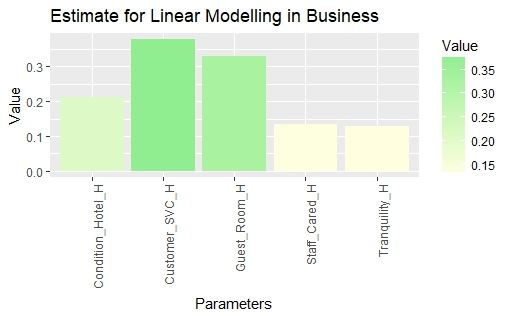 Estimate for Linear Modelling in Business
Value
0.3
0.2
0.1
0.0
Condition_Hotel_H
Customer_SVC_H
Guest_Room_H
Staff_Cared_H
Tranquility_H
Parameters
Value
0.35
0.30
0.25
0.20
0.15